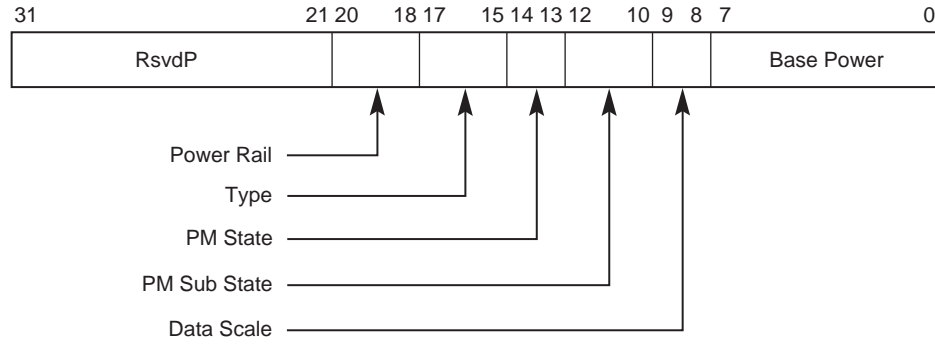 31 21 20 18 17 15 14 13 12 10 9 8 7 0
RsvdP Base Power
Power Rail
Type
PM State
PM Sub State
Data Scale